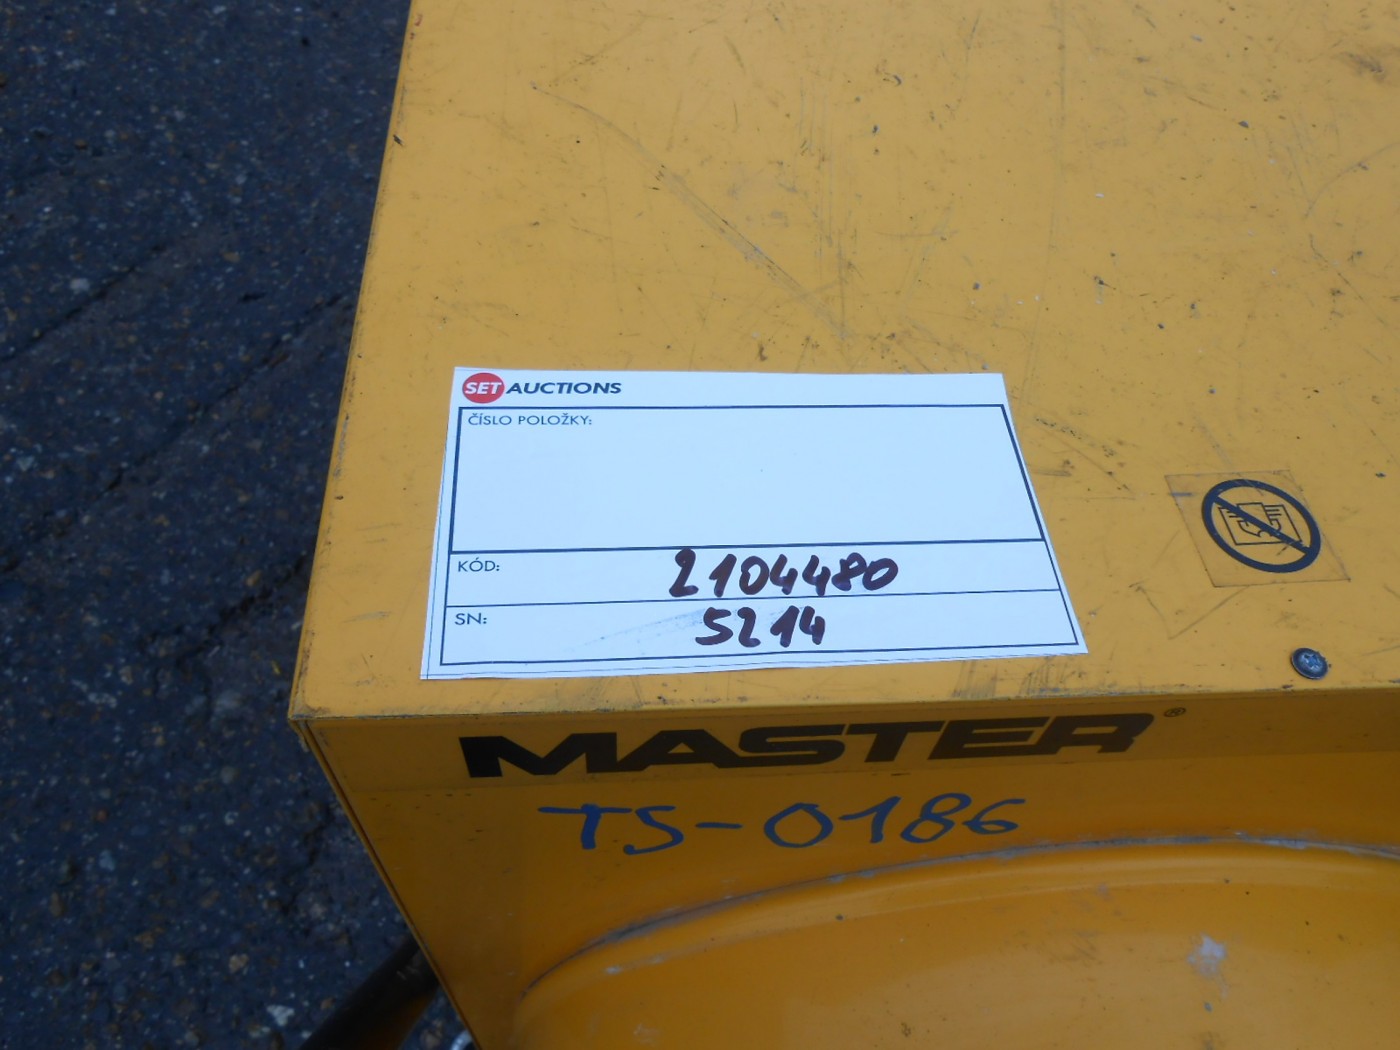 SET AUCTIONS
ČÍSLO POLOŽKY:
KÓD: 2104480
SN: 5214
MASTER®
TS-0186